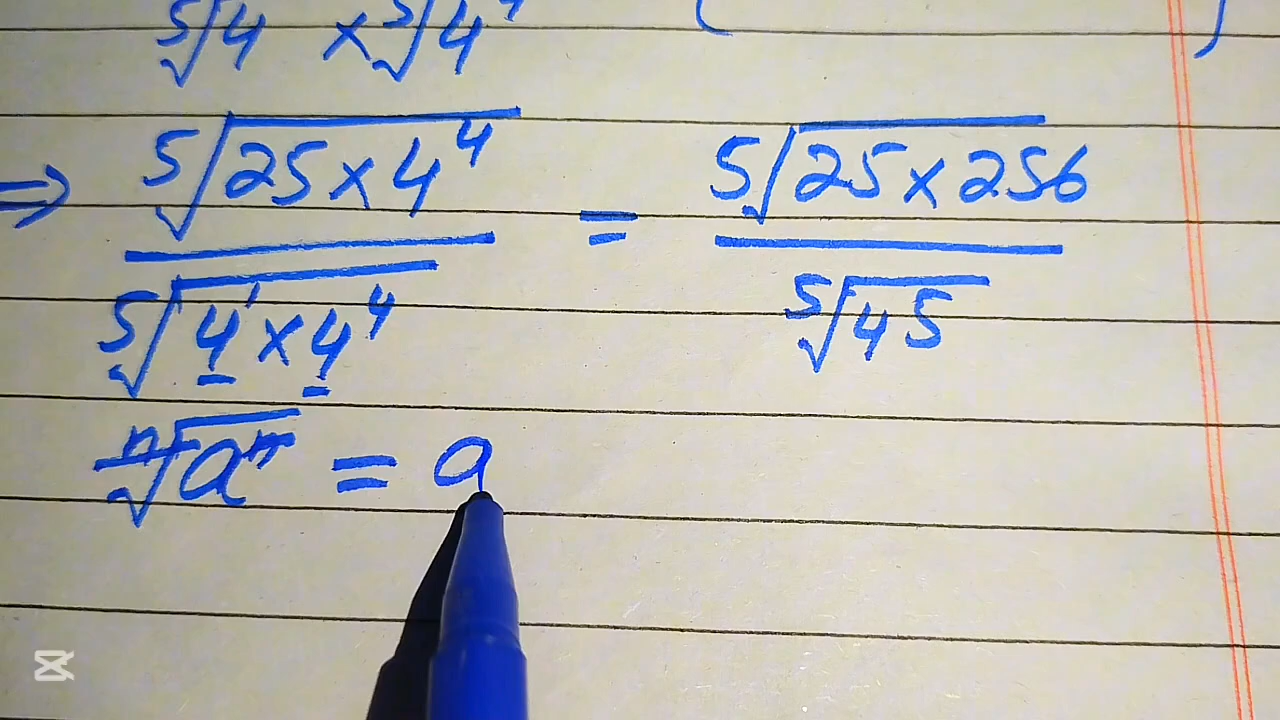 ⁵√4 × ⁵√4⁴ ( )
⇒ ⁵√(25×4⁴) / ⁵√(4¹×4⁴) = ⁵√(25×256) / ⁵√4⁵
ⁿ√aⁿ = a